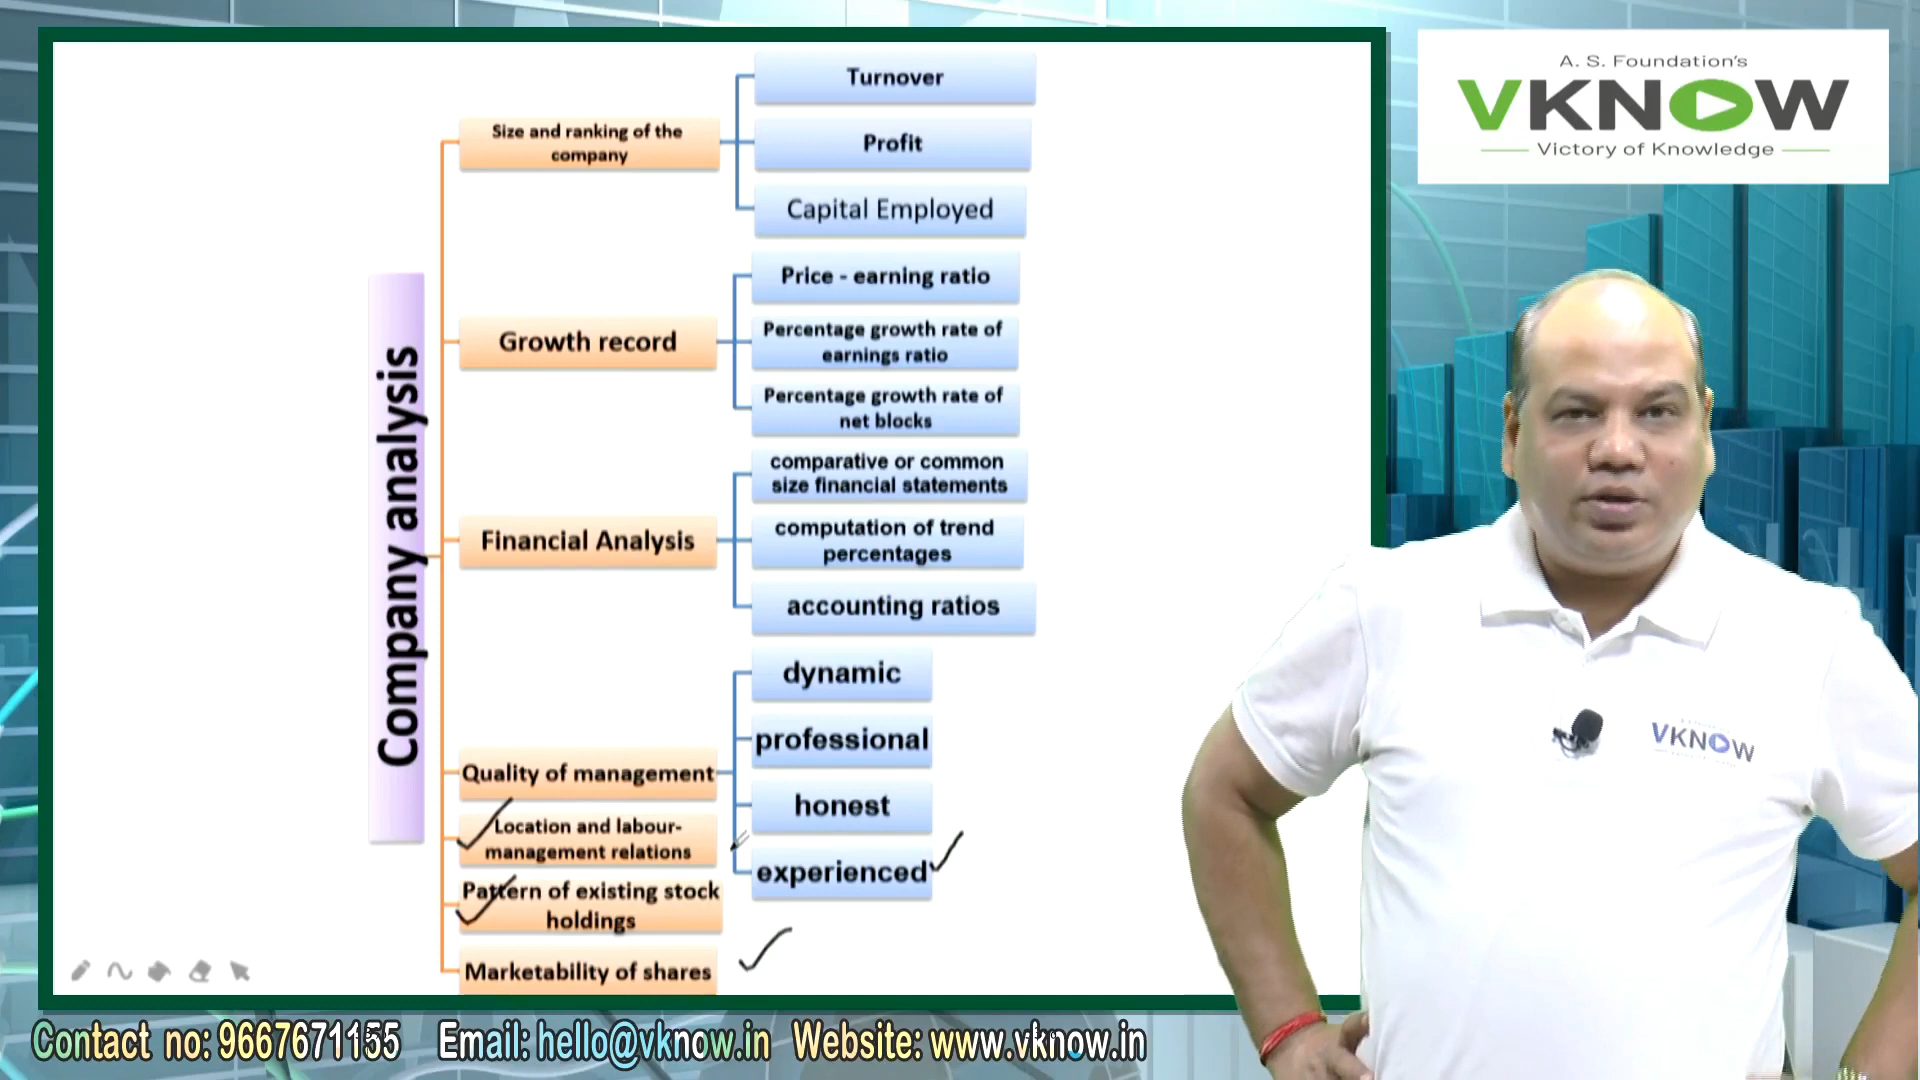 A. S. Foundation's
VKNOW
Victory of Knowledge
Company analysis
Size and ranking of the
company
Turnover
Profit
Capital Employed
Growth record
Price - earning ratio
Percentage growth rate of
earnings ratio
Percentage growth rate of
net blocks
Financial Analysis
comparative or common
size financial statements
computation of trend
percentages
accounting ratios
Quality of management
dynamic
professional
honest
experienced
Location and labour-
management relations
Pattern of existing stock
holdings
Marketability of shares
VKNOW
Contact no: 9667671155 Email: hello@vknow.in Website: www.vknow.in